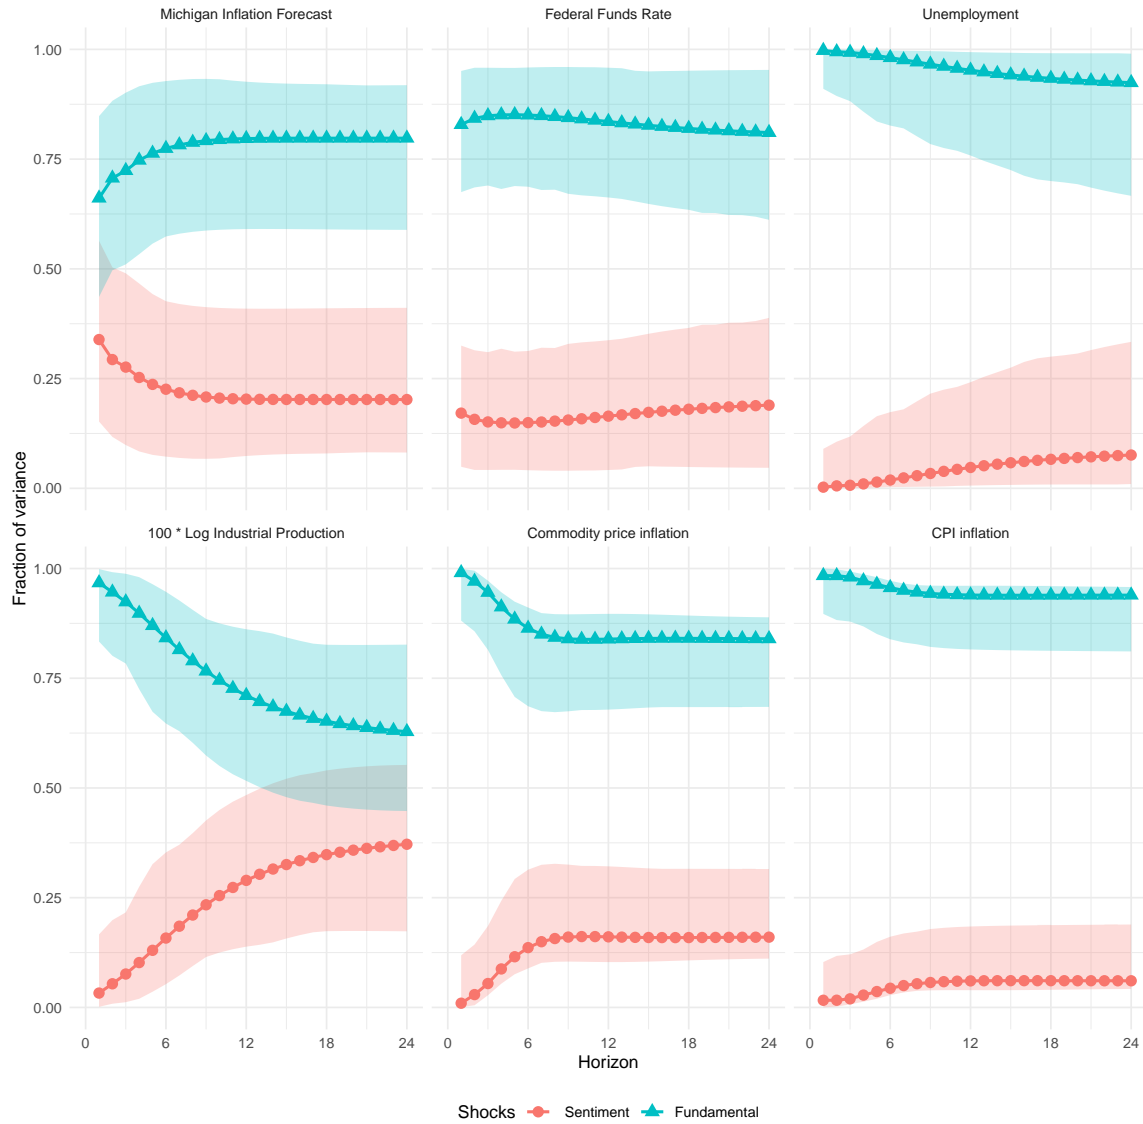 Michigan Inflation Forecast
Federal Funds Rate
Unemployment
1.00
0.75
0.50
0.25
0.00
100 * Log Industrial Production
Commodity price inflation
CPI inflation
1.00
0.75
0.50
0.25
0.00
Fraction of variance
0 6 12 18 24
0 6 12 18 24
0 6 12 18 24
Horizon
Shocks Sentiment Fundamental